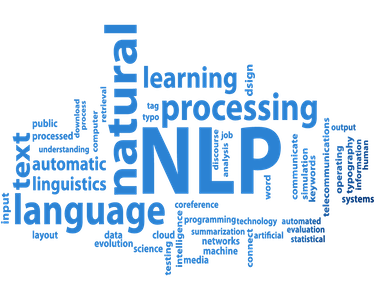 natural
learning
dsign
tag
typo
processing
download
process
retrieval
computer
public
processed
understanding
text
automatic
linguistics
NLP
discourse
job
analysis
word
communicate
simulation
keywords
telecommunications
output
operating
typography
information
human
systems
input
language
coreference
layout
data
evolution
cloud
science
testing
intelligence
programming
technology
automated
summarization
evaluation
networks
artificial
statistical
machine
media
connect